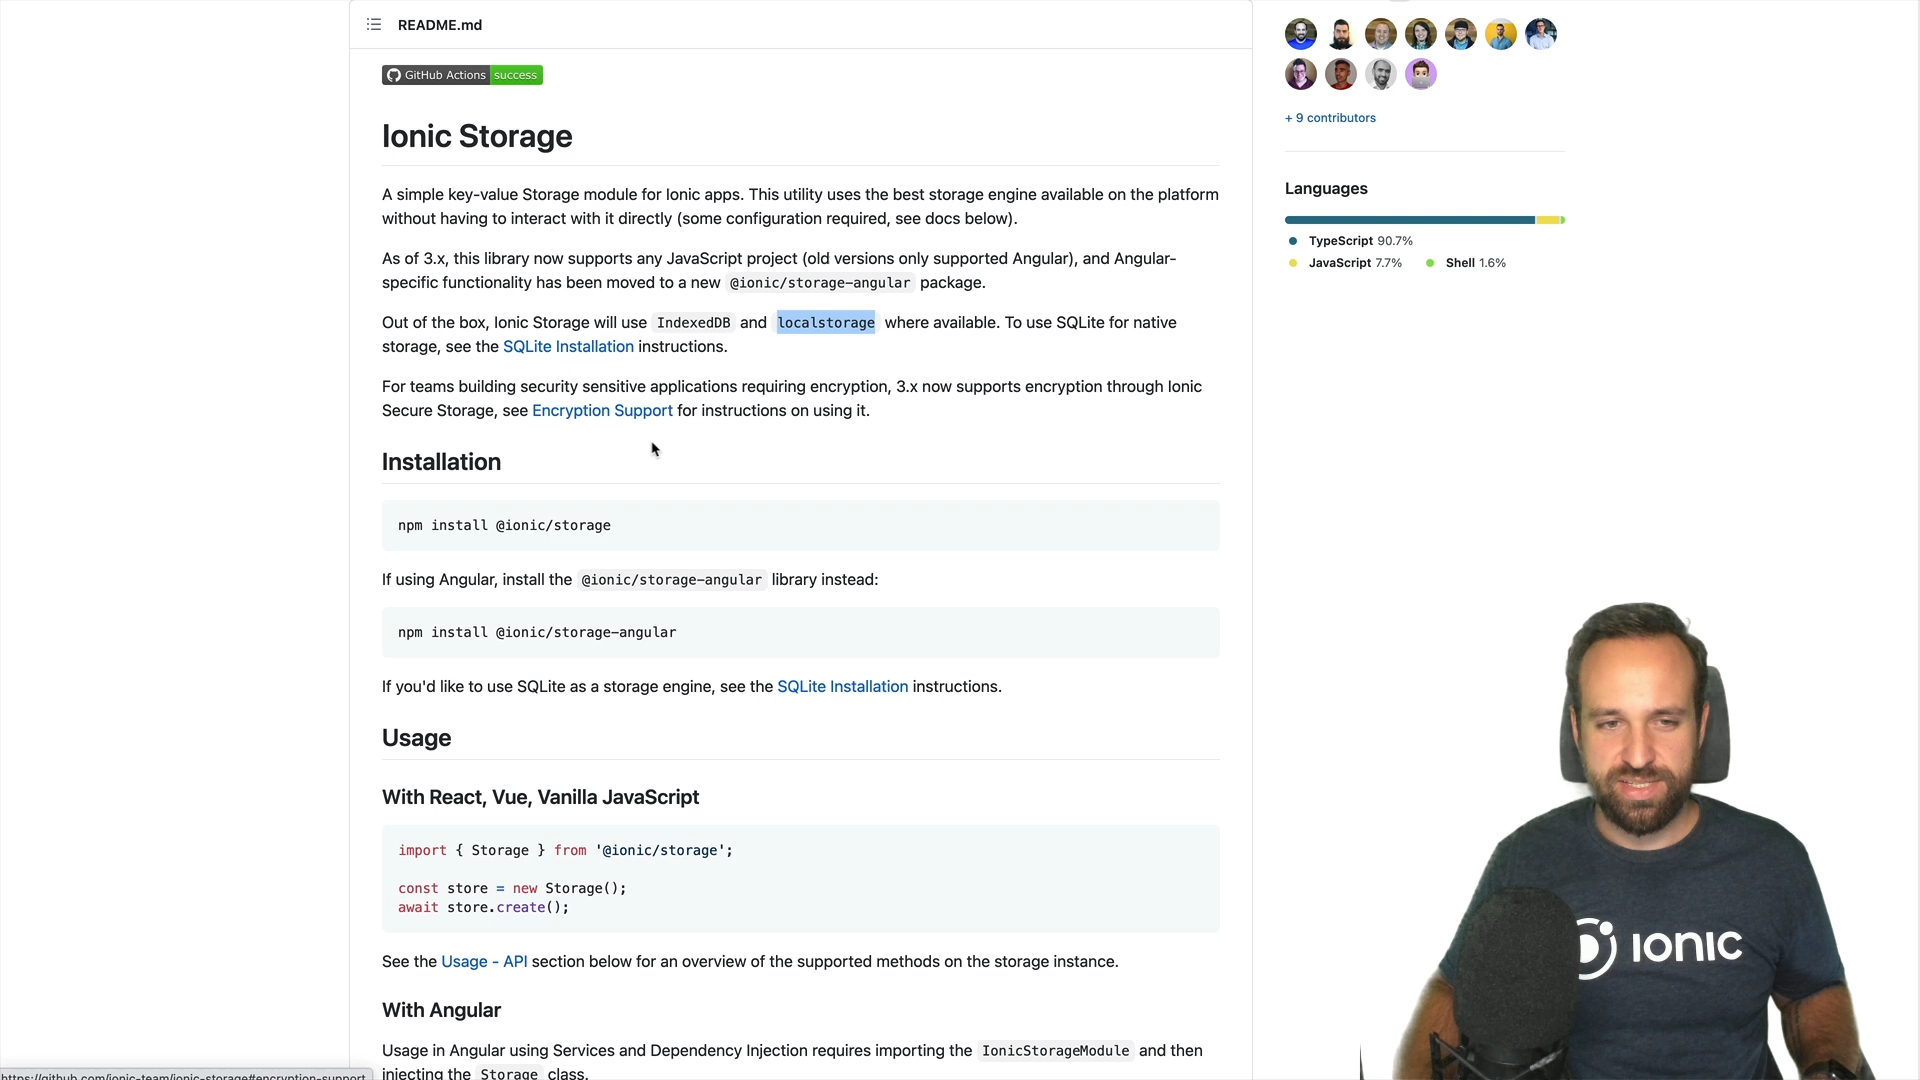 README.md
GitHub Actions success
Ionic Storage
A simple key-value Storage module for Ionic apps. This utility uses the best storage engine available on the platform
without having to interact with it directly (some configuration required, see docs below).
As of 3.x, this library now supports any JavaScript project (old versions only supported Angular), and Angular-
specific functionality has been moved to a new @ionic/storage-angular package.
Out of the box, Ionic Storage will use IndexedDB and localstorage where available. To use SQLite for native
storage, see the SQLite Installation instructions.
For teams building security sensitive applications requiring encryption, 3.x now supports encryption through Ionic
Secure Storage, see Encryption Support for instructions on using it.
Installation
npm install @ionic/storage
If using Angular, install the @ionic/storage-angular library instead:
npm install @ionic/storage-angular
If you'd like to use SQLite as a storage engine, see the SQLite Installation instructions.
Usage
With React, Vue, Vanilla JavaScript
import { Storage } from '@ionic/storage';
const store = new Storage();
await store.create();
See the Usage - API section below for an overview of the supported methods on the storage instance.
With Angular
Usage in Angular using Services and Dependency Injection requires importing the IonicStorageModule and then
injecting the Storage class.
https://github.com/ionic-team/ionic-storage#encryption-support
+ 9 contributors
Languages
TypeScript 90.7%
JavaScript 7.7% Shell 1.6%
IONIC